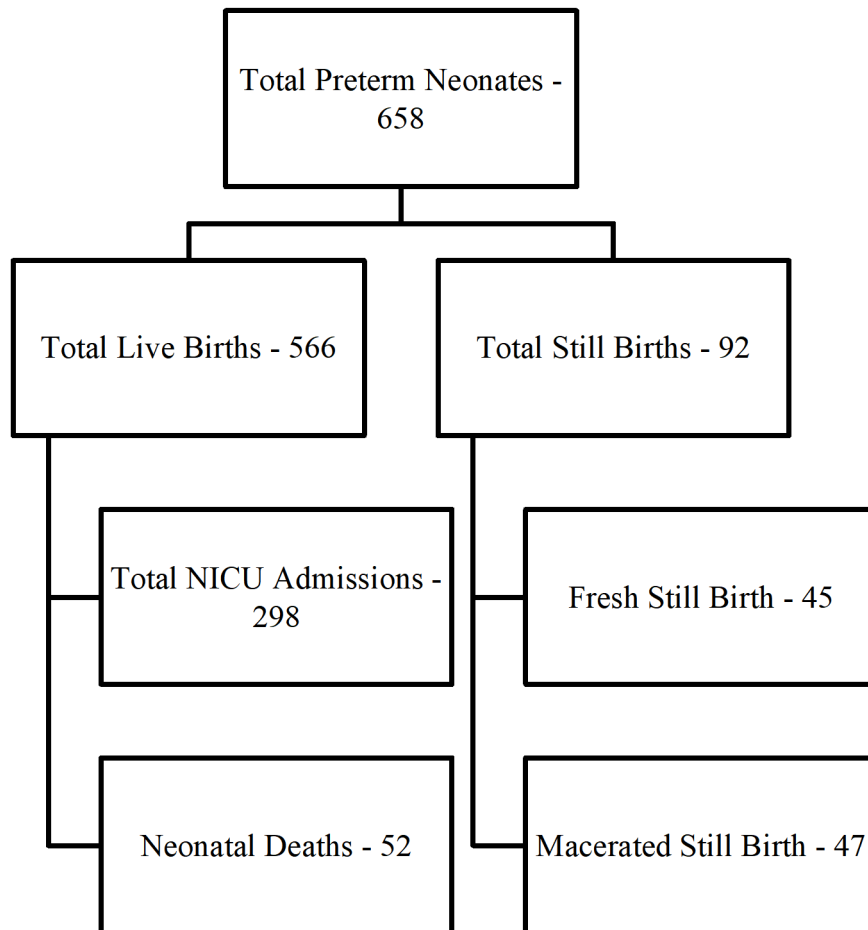 Total Preterm Neonates -
658
Total Live Births - 566
Total Still Births - 92
Total NICU Admissions -
298
Fresh Still Birth - 45
Neonatal Deaths - 52
Macerated Still Birth - 47